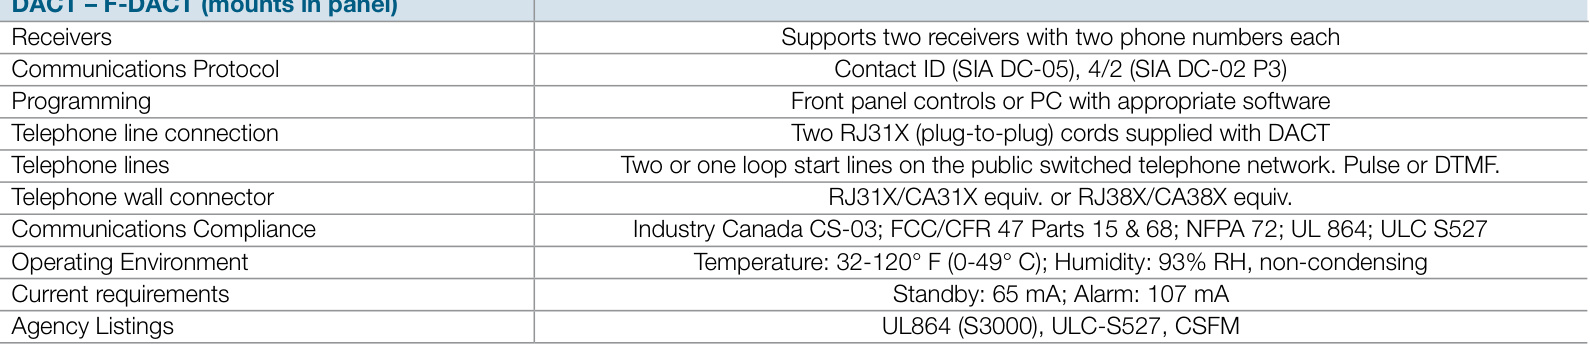 DACT – F-DACT (mounts in panel)
Receivers Supports two receivers with two phone numbers each
Communications Protocol Contact ID (SIA DC-05), 4/2 (SIA DC-02 P3)
Programming Front panel controls or PC with appropriate software
Telephone line connection Two RJ31X (plug-to-plug) cords supplied with DACT
Telephone lines Two or one loop start lines on the public switched telephone network. Pulse or DTMF.
Telephone wall connector RJ31X/CA31X equiv. or RJ38X/CA38X equiv.
Communications Compliance Industry Canada CS-03; FCC/CFR 47 Parts 15 & 68; NFPA 72; UL 864; ULC S527
Operating Environment Temperature: 32-120° F (0-49° C); Humidity: 93% RH, non-condensing
Current requirements Standby: 65 mA; Alarm: 107 mA
Agency Listings UL864 (S3000), ULC-S527, CSFM